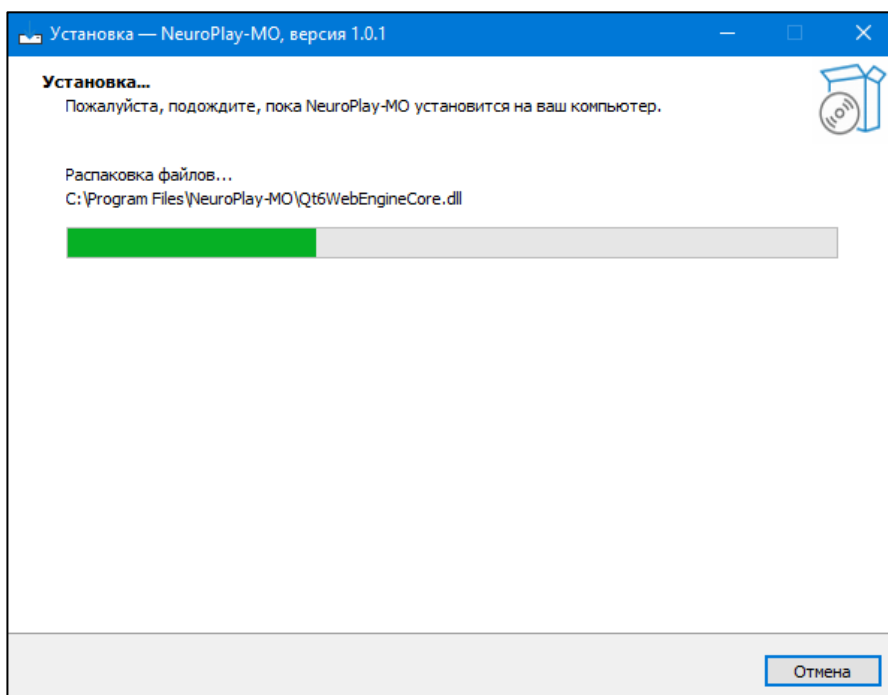 Установка — NeuroPlay-MO, версия 1.0.1
Установка...
Пожалуйста, подождите, пока NeuroPlay-MO установится на ваш компьютер.
Распаковка файлов...
C:\Program Files\NeuroPlay-MO\Qt6WebEngineCore.dll
Отмена